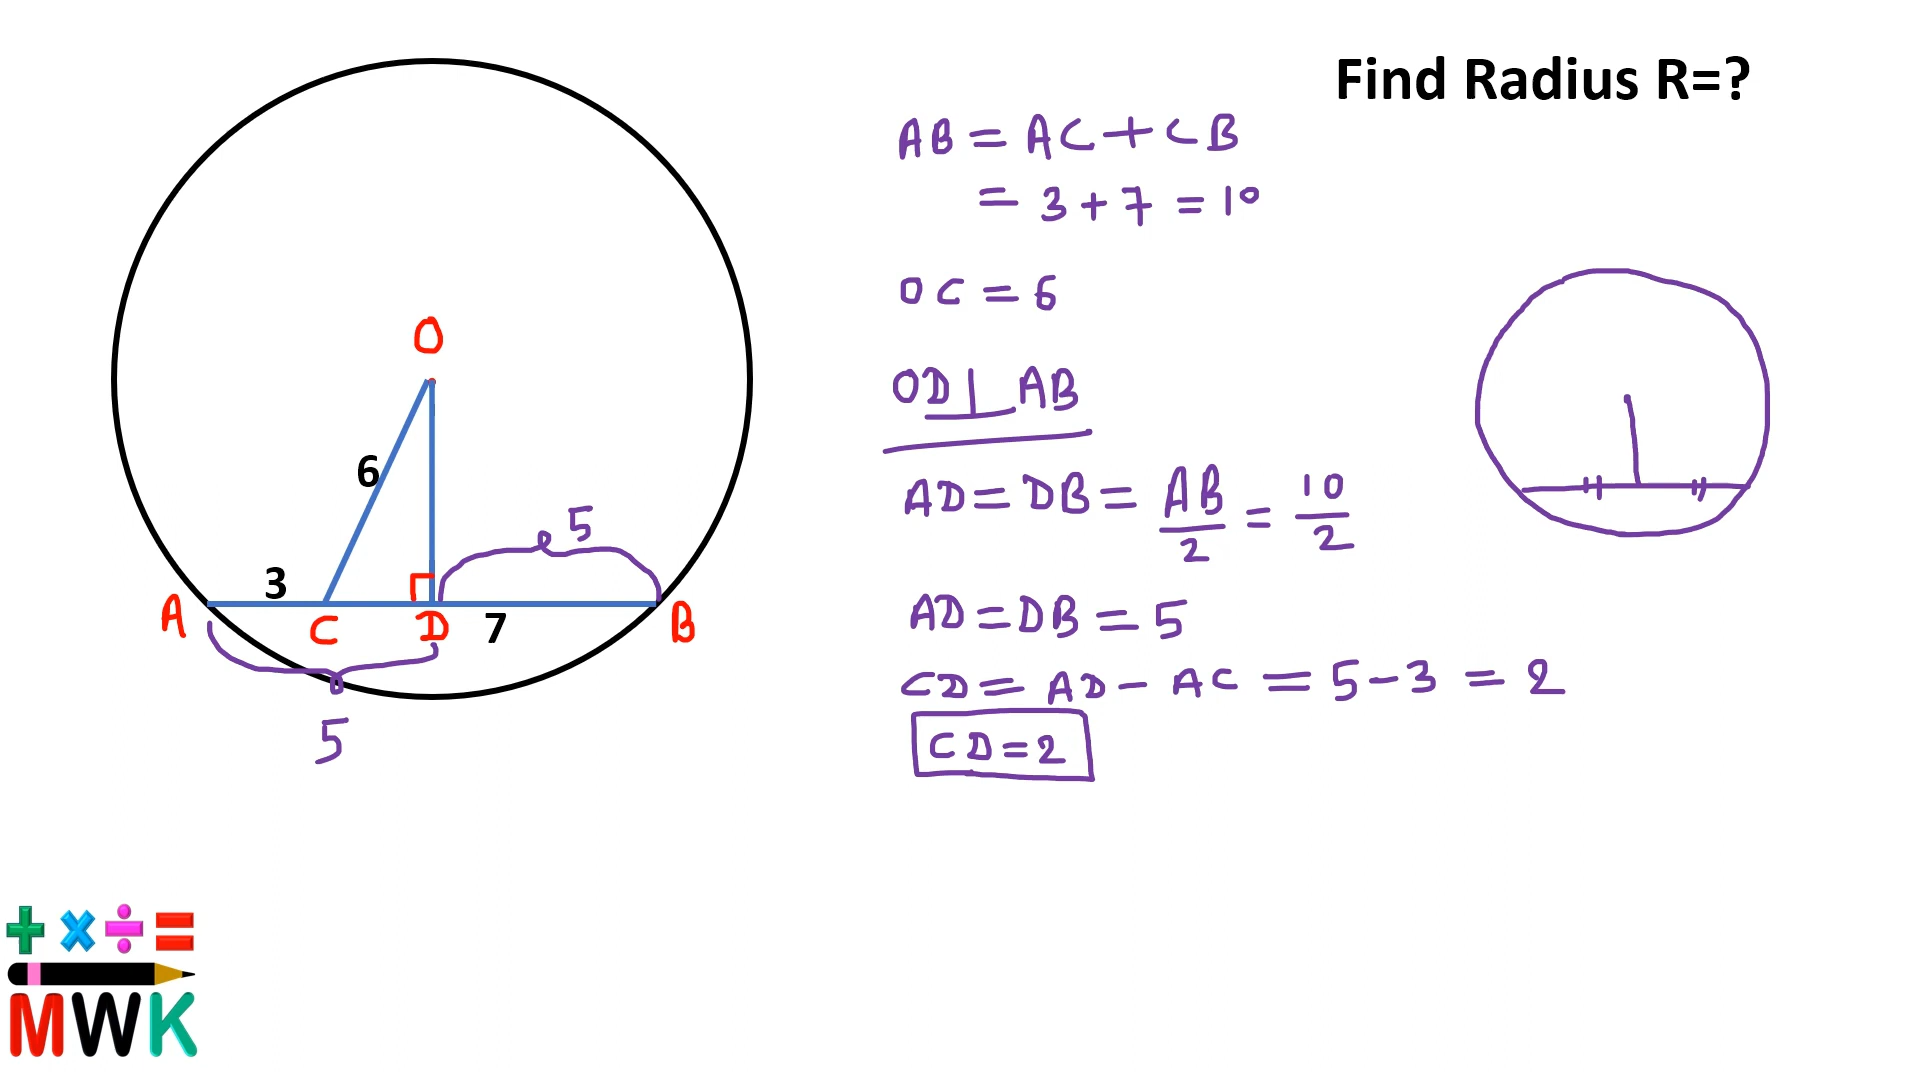 Find Radius R=?
AB = AC + CB
= 3 + 7 = 10
OC = 6
OD ⊥ AB
AD = DB = AB/2 = 10/2
AD = DB = 5
CD = AD - AC = 5 - 3 = 2
CD = 2
O
6
5
3
A
C
D
7
B
5
+ × ÷ =
MWK